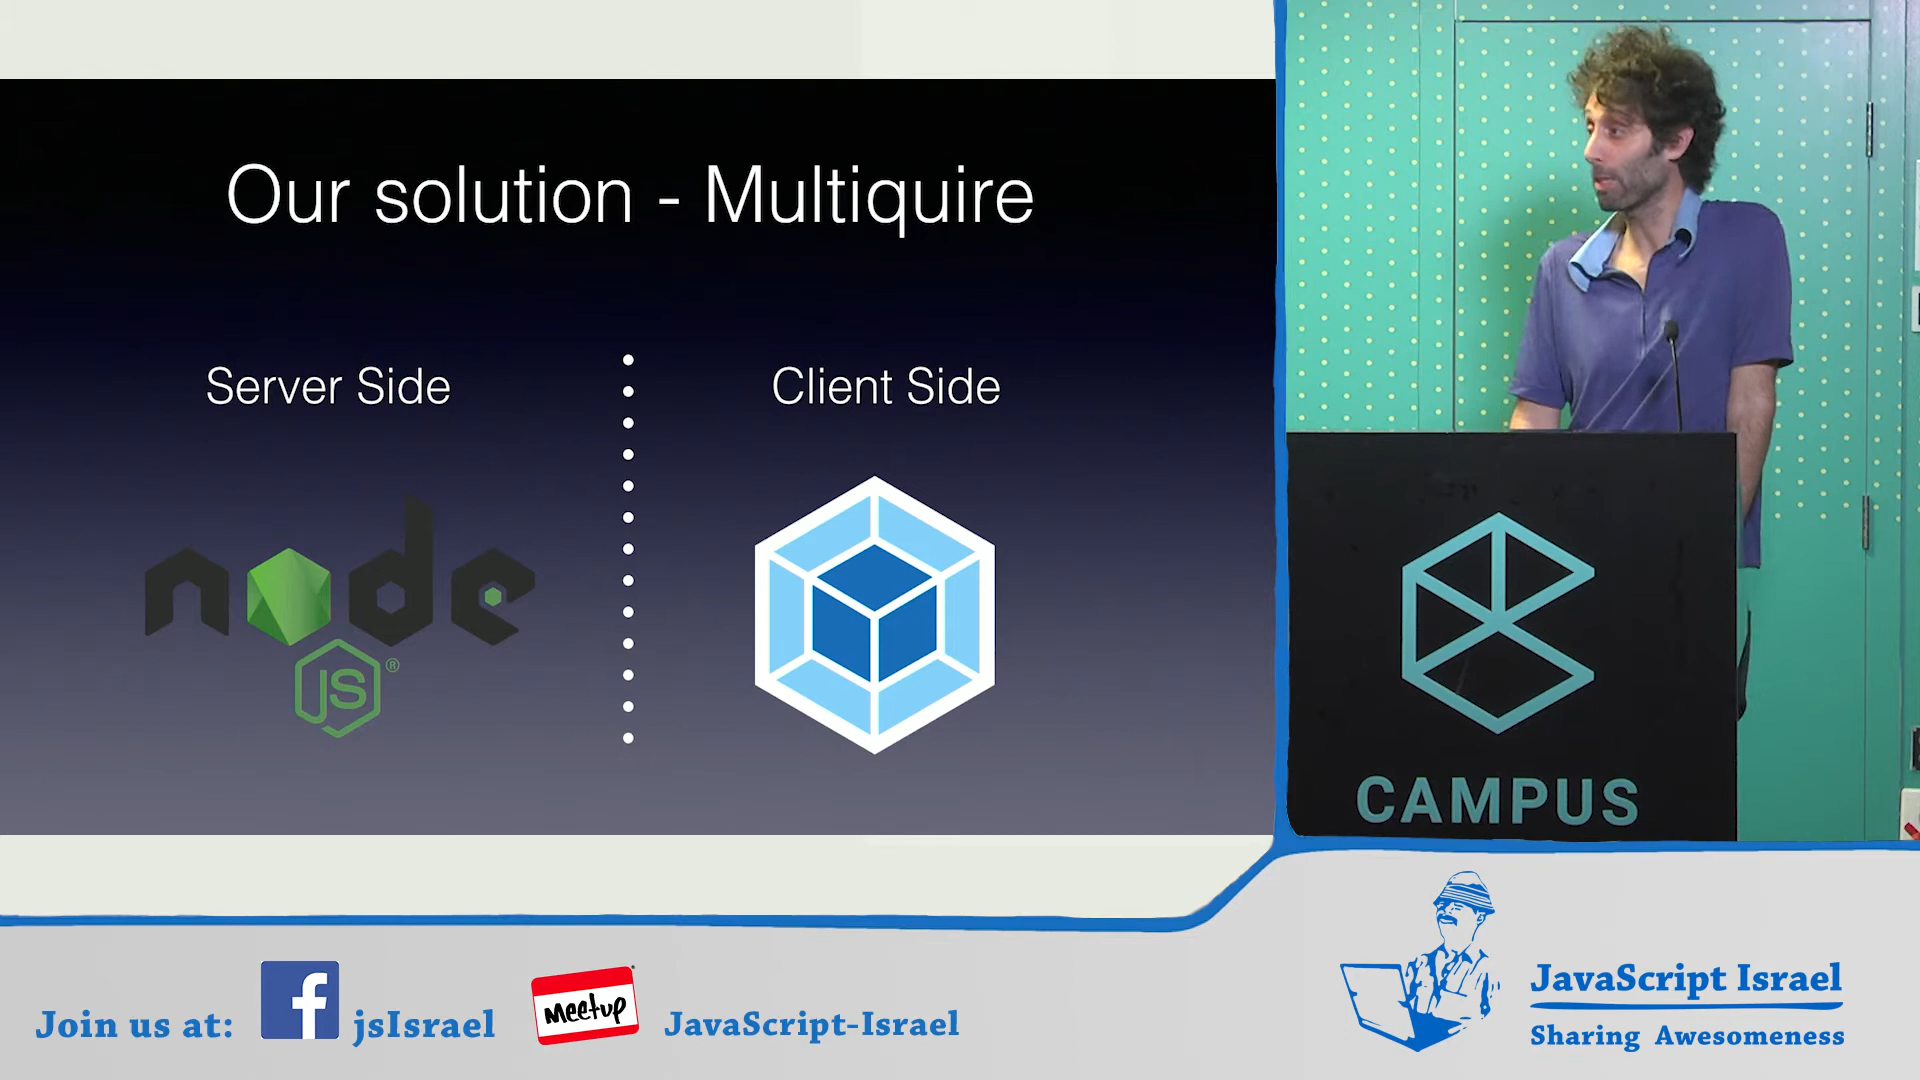 Our solution - Multiquire
Server Side
Client Side
node
JS®
CAMPUS
Join us at:
f
jsIsrael
Meetup
JavaScript-Israel
JavaScript Israel
Sharing Awesomeness